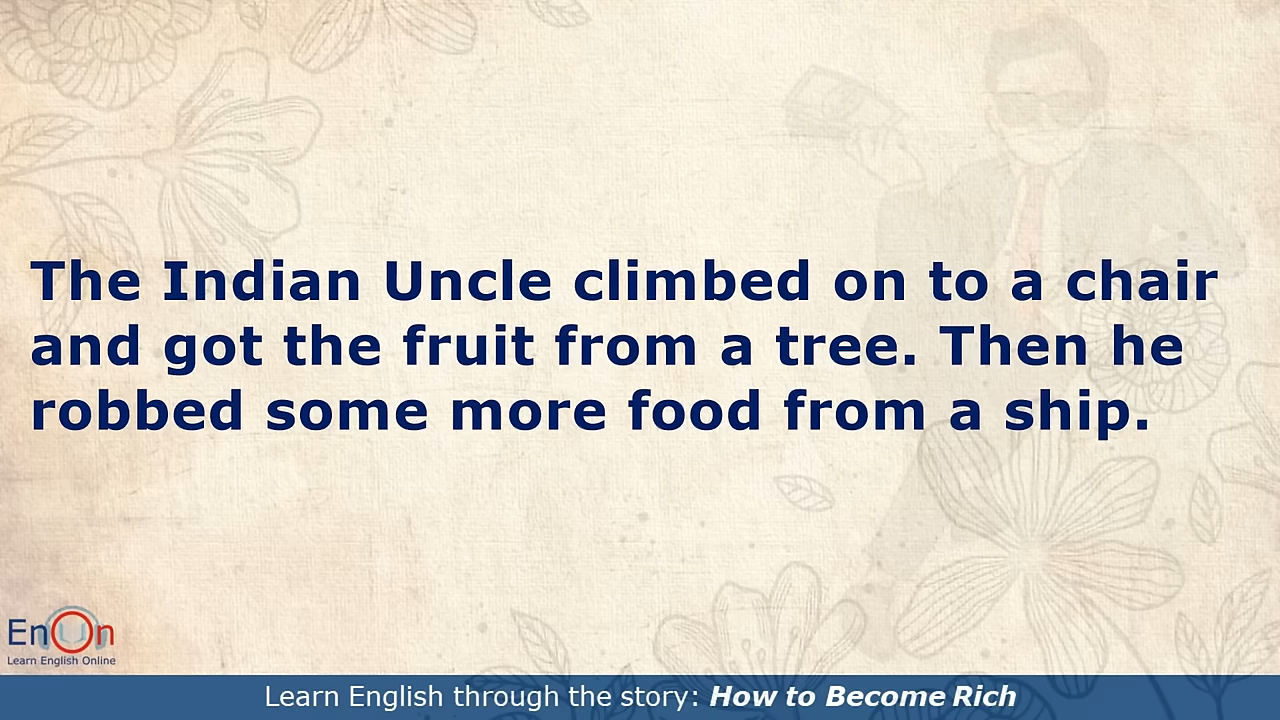 The Indian Uncle climbed on to a chair
and got the fruit from a tree. Then he
robbed some more food from a ship.
EnOn
Learn English Online
Learn English through the story: How to Become Rich